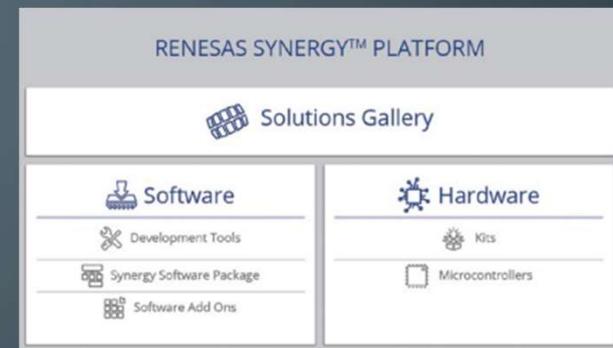 RENESAS SYNERGY™ PLATFORM
Solutions Gallery
Software
Development Tools
Synergy Software Package
Software Add Ons
Hardware
Kits
Microcontrollers